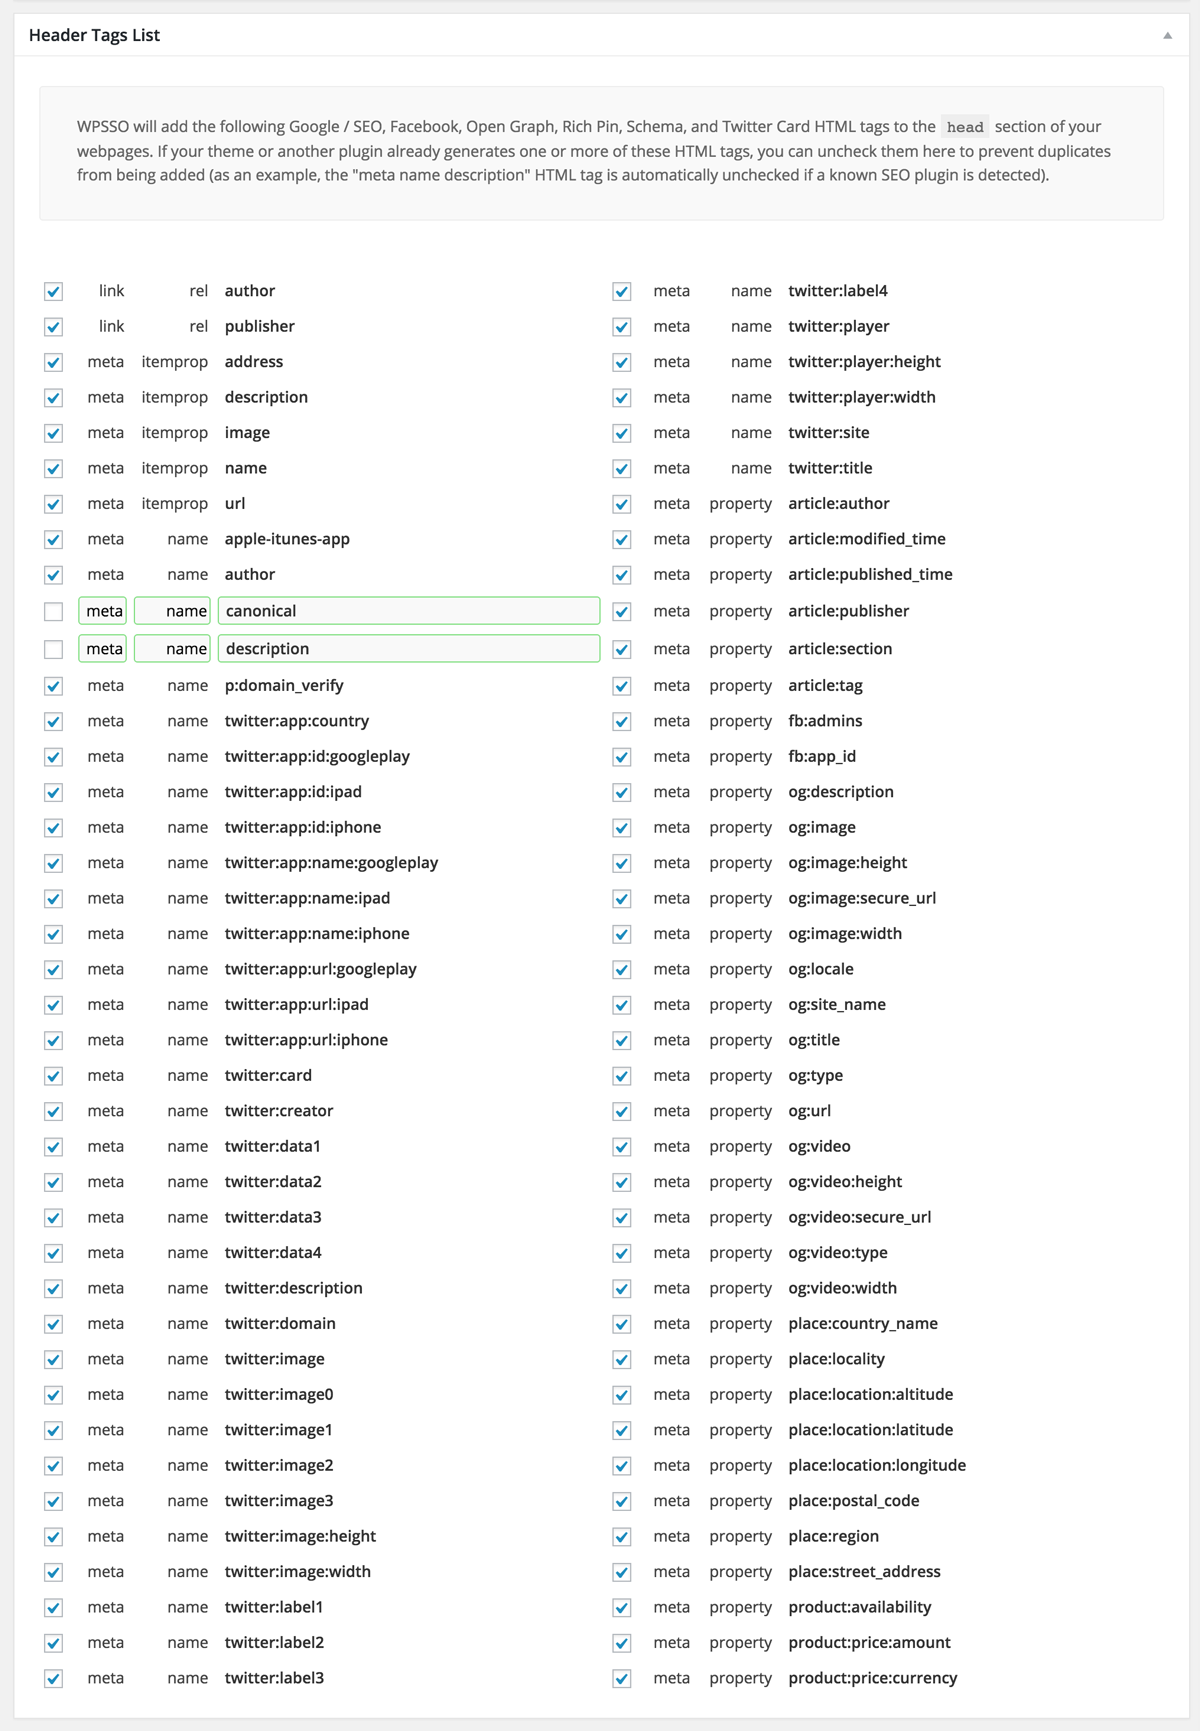 Header Tags List
WPSSO will add the following Google / SEO, Facebook, Open Graph, Rich Pin, Schema, and Twitter Card HTML tags to the head section of your
webpages. If your theme or another plugin already generates one or more of these HTML tags, you can uncheck them here to prevent duplicates
from being added (as an example, the "meta name description" HTML tag is automatically unchecked if a known SEO plugin is detected).
link rel author
link rel publisher
meta itemprop address
meta itemprop description
meta itemprop image
meta itemprop name
meta itemprop url
meta name apple-itunes-app
meta name author
meta name canonical
meta name description
meta name p:domain_verify
meta name twitter:app:country
meta name twitter:app:id:googleplay
meta name twitter:app:id:ipad
meta name twitter:app:id:iphone
meta name twitter:app:name:googleplay
meta name twitter:app:name:ipad
meta name twitter:app:name:iphone
meta name twitter:app:url:googleplay
meta name twitter:app:url:ipad
meta name twitter:app:url:iphone
meta name twitter:card
meta name twitter:creator
meta name twitter:data1
meta name twitter:data2
meta name twitter:data3
meta name twitter:data4
meta name twitter:description
meta name twitter:domain
meta name twitter:image
meta name twitter:image0
meta name twitter:image1
meta name twitter:image2
meta name twitter:image3
meta name twitter:image:height
meta name twitter:image:width
meta name twitter:label1
meta name twitter:label2
meta name twitter:label3
meta name twitter:label4
meta name twitter:player
meta name twitter:player:height
meta name twitter:player:width
meta name twitter:site
meta name twitter:title
meta property article:author
meta property article:modified_time
meta property article:published_time
meta property article:publisher
meta property article:section
meta property article:tag
meta property fb:admins
meta property fb:app_id
meta property og:description
meta property og:image
meta property og:image:height
meta property og:image:secure_url
meta property og:image:width
meta property og:locale
meta property og:site_name
meta property og:title
meta property og:type
meta property og:url
meta property og:video
meta property og:video:height
meta property og:video:secure_url
meta property og:video:type
meta property og:video:width
meta property place:country_name
meta property place:locality
meta property place:location:altitude
meta property place:location:latitude
meta property place:location:longitude
meta property place:postal_code
meta property place:region
meta property place:street_address
meta property product:availability
meta property product:price:amount
meta property product:price:currency